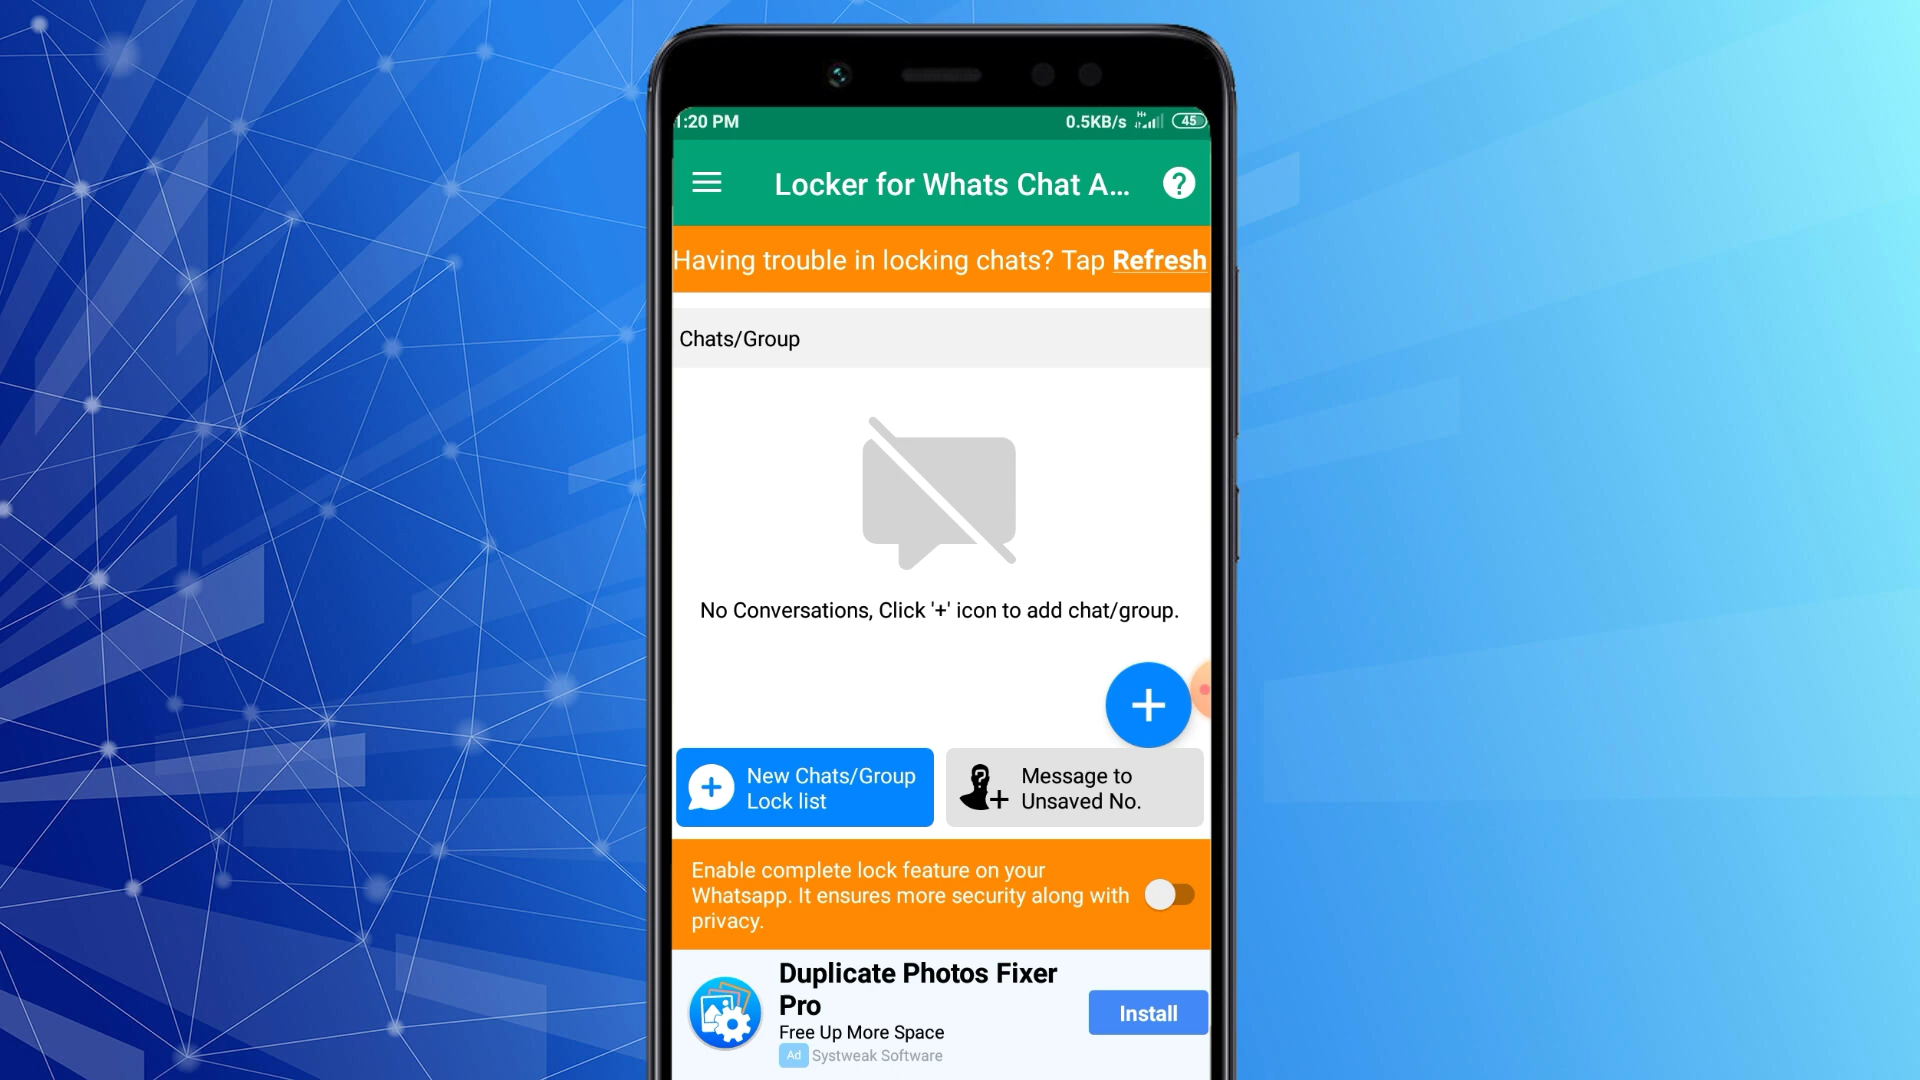 1:20 PM
0.5KB/s H+ 45
Locker for Whats Chat A...
?
Having trouble in locking chats? Tap Refresh
Chats/Group
No Conversations, Click '+' icon to add chat/group.
+
New Chats/Group
Lock list
Message to
Unsaved No.
Enable complete lock feature on your
Whatsapp. It ensures more security along with
privacy.
Duplicate Photos Fixer
Pro
Free Up More Space
Ad Systweak Software
Install